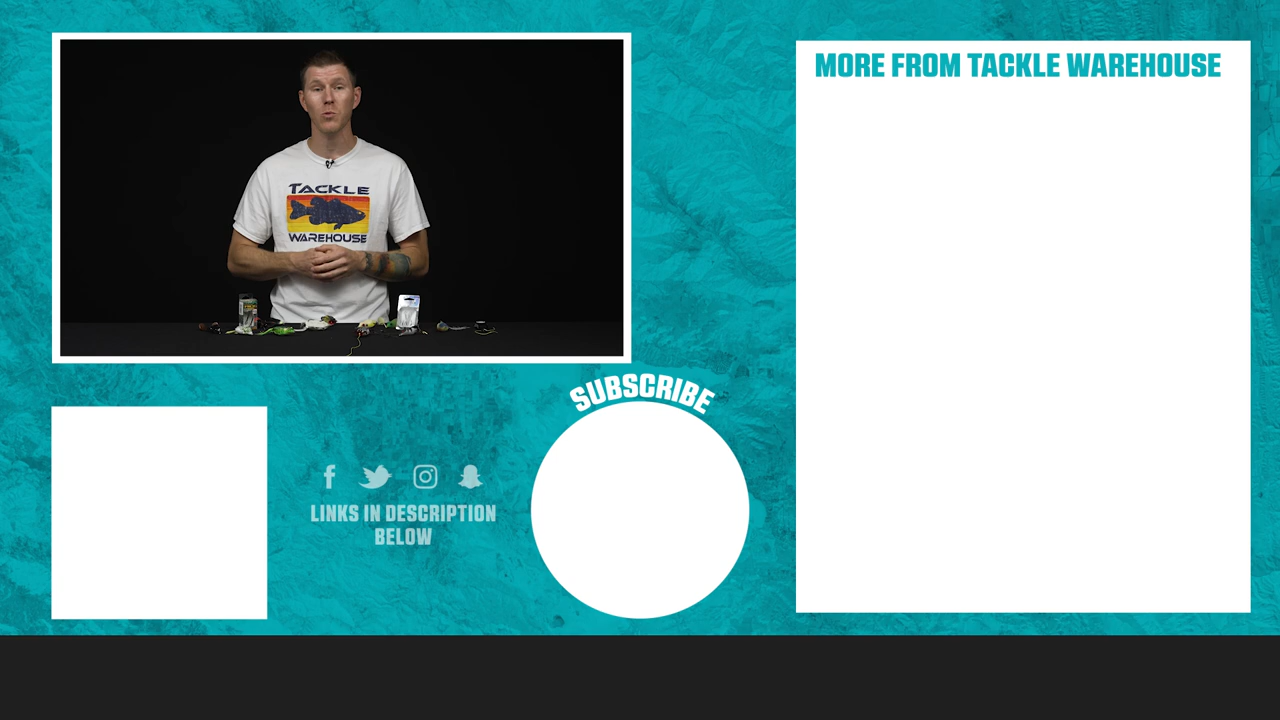 TACKLE
WAREHOUSE
MORE FROM TACKLE WAREHOUSE
SUBSCRIBE
LINKS IN DESCRIPTION
BELOW